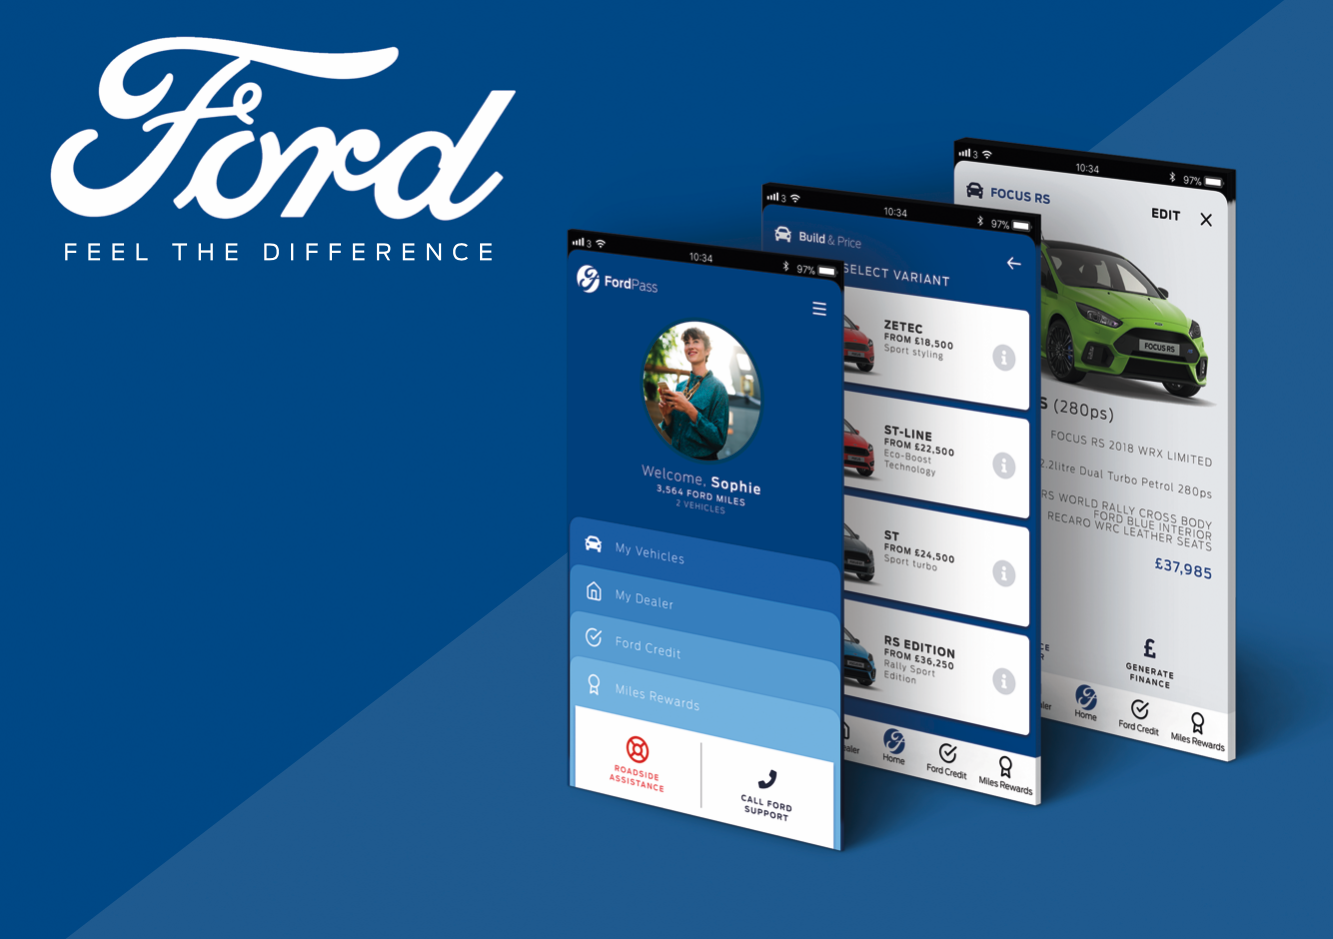 Ford
FEEL THE DIFFERENCE
3
10:34
97%
FordPass
Welcome, Sophie
3,564 FORD MILES
2 VEHICLES
My Vehicles
My Dealer
Ford Credit
Miles Rewards
ROADSIDE
ASSISTANCE
CALL FORD
SUPPORT
3
10:34
97%
Build & Price
SELECT VARIANT
ZETEC
FROM £18,500
Sport styling
ST-LINE
FROM £22,500
Eco-Boost
Technology
ST
FROM £24,500
Sport turbo
RS EDITION
FROM £36,250
Rally Sport
Edition
Home
Ford Credit
Miles Rewards
3
10:34
97%
FOCUS RS
EDIT
FOCUS RS
(280ps)
FOCUS RS 2018 WRX LIMITED
2.2litre Dual Turbo Petrol 280ps
RS WORLD RALLY CROSS BODY
FORD BLUE INTERIOR
RECARO WRC LEATHER SEATS
£37,985
£
GENERATE
FINANCE
Home
Ford Credit
Miles Rewards